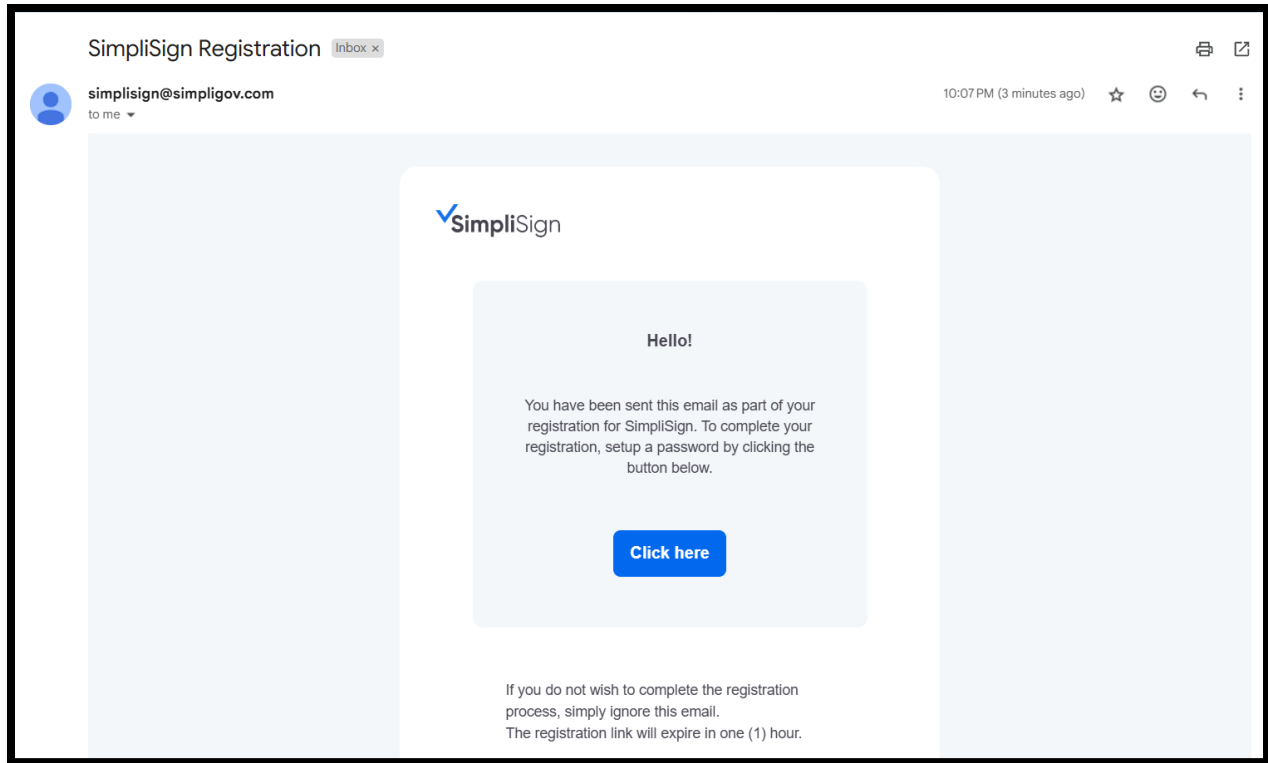 SimpliSign Registration Inbox ×
simplisign@simpligov.com 10:07 PM (3 minutes ago)
to me
SimpliSign
Hello!
You have been sent this email as part of your
registration for SimpliSign. To complete your
registration, setup a password by clicking the
button below.
Click here
If you do not wish to complete the registration
process, simply ignore this email.
The registration link will expire in one (1) hour.